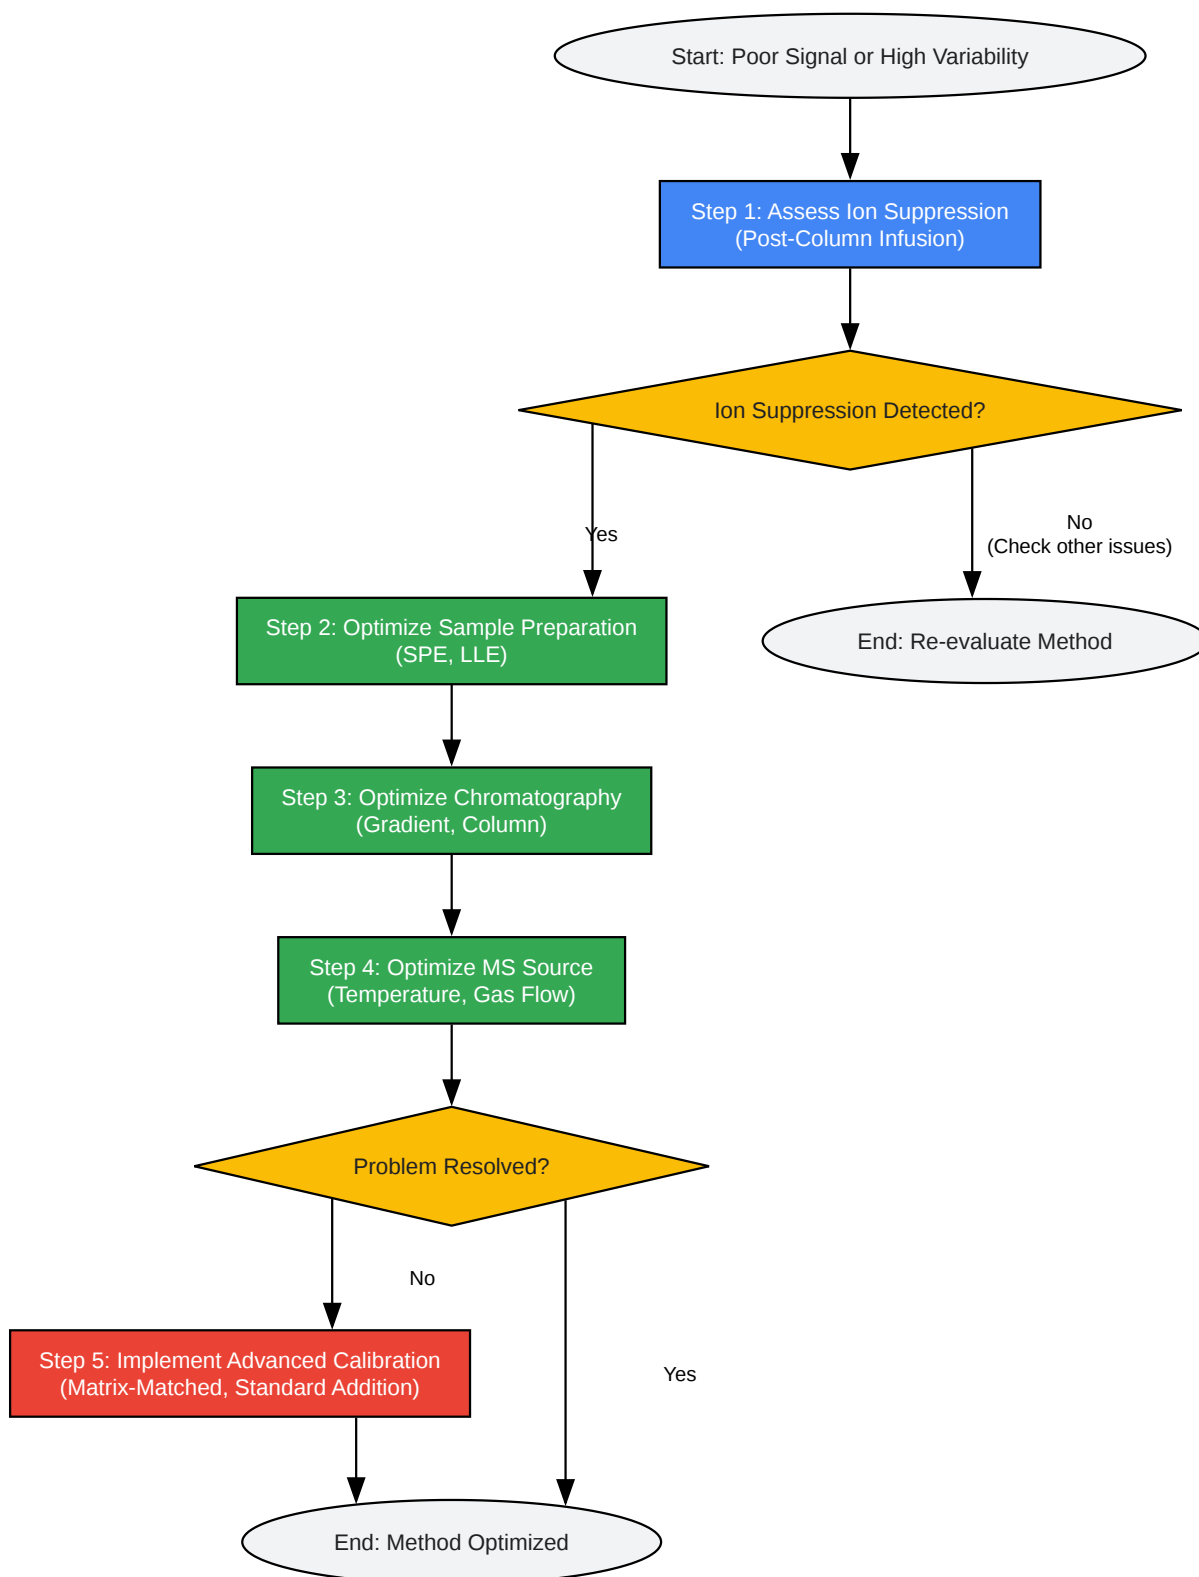 Start: Poor Signal or High Variability
Step 1: Assess Ion Suppression
(Post-Column Infusion)
Ion Suppression Detected?
Yes
No
(Check other issues)
Step 2: Optimize Sample Preparation
(SPE, LLE)
End: Re-evaluate Method
Step 3: Optimize Chromatography
(Gradient, Column)
Step 4: Optimize MS Source
(Temperature, Gas Flow)
Problem Resolved?
No
Step 5: Implement Advanced Calibration
(Matrix-Matched, Standard Addition)
Yes
End: Method Optimized